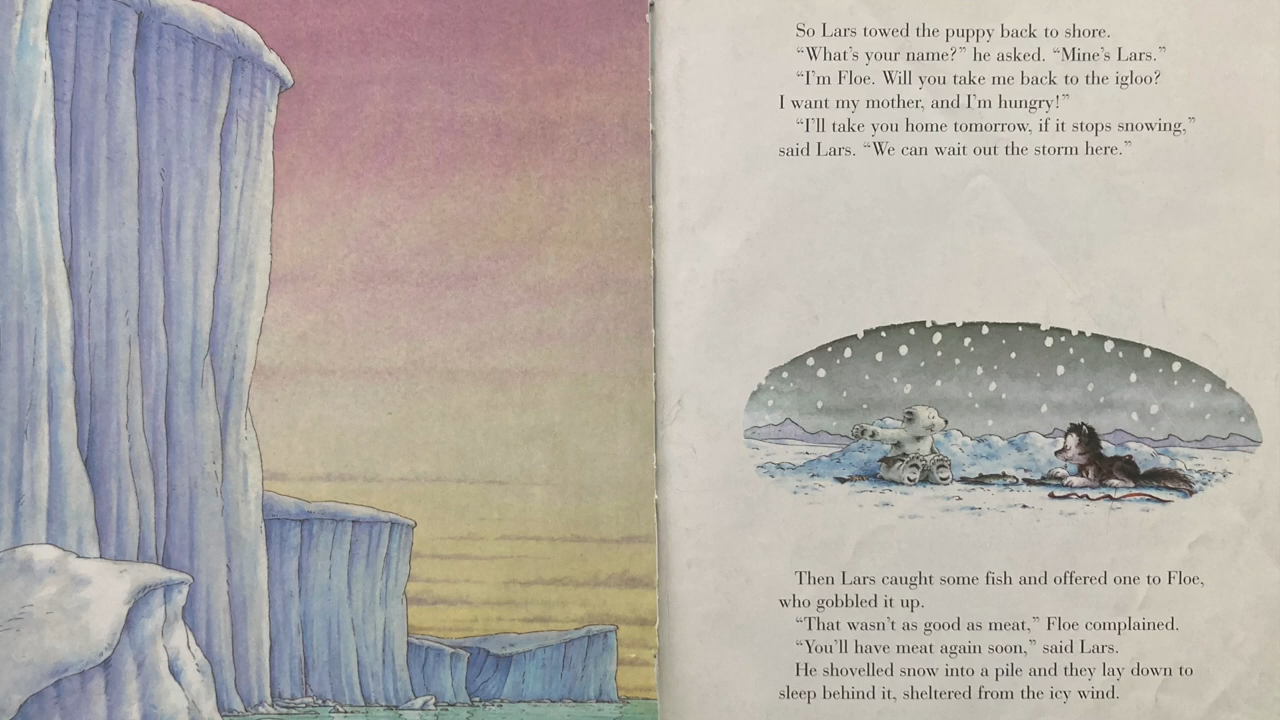 So Lars towed the puppy back to shore.
“What’s your name?” he asked. “Mine’s Lars.”
“I’m Floe. Will you take me back to the igloo?
I want my mother, and I’m hungry!”
“I’ll take you home tomorrow, if it stops snowing,”
said Lars. “We can wait out the storm here.”
Then Lars caught some fish and offered one to Floe,
who gobbled it up.
“That wasn’t as good as meat,” Floe complained.
“You’ll have meat again soon,” said Lars.
He shovelled snow into a pile and they lay down to
sleep behind it, sheltered from the icy wind.